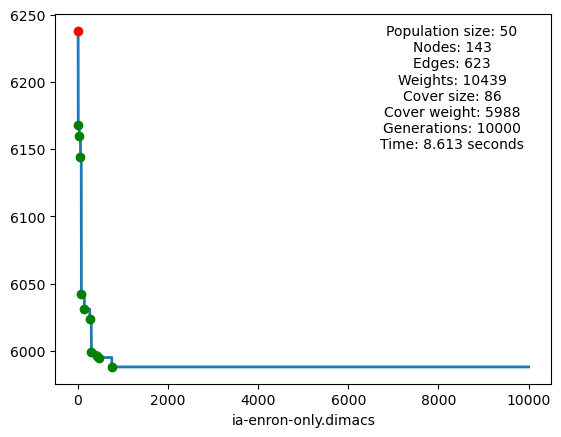 Population size: 50
Nodes: 143
Edges: 623
Weights: 10439
Cover size: 86
Cover weight: 5988
Generations: 10000
Time: 8.613 seconds
6250
6200
6150
6100
6050
6000
0 2000 4000 6000 8000 10000
ia-enron-only.dimacs